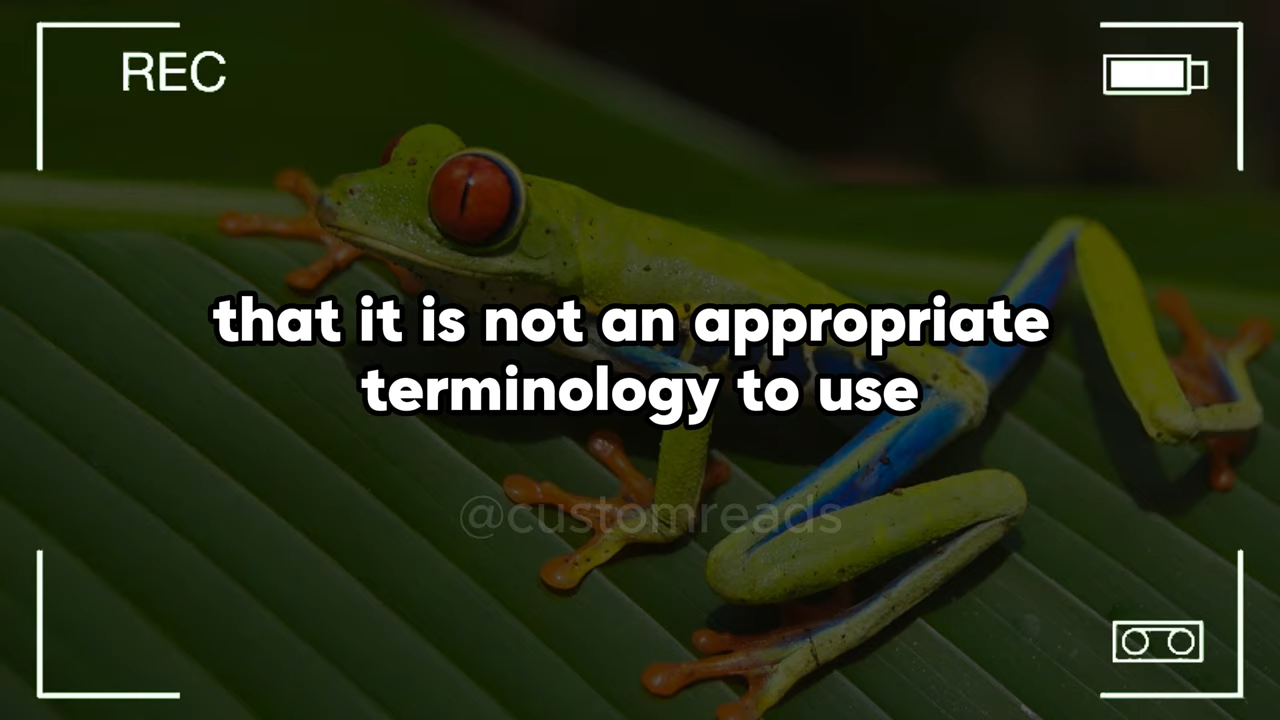 REC
that it is not an appropriate
terminology to use
@customreads